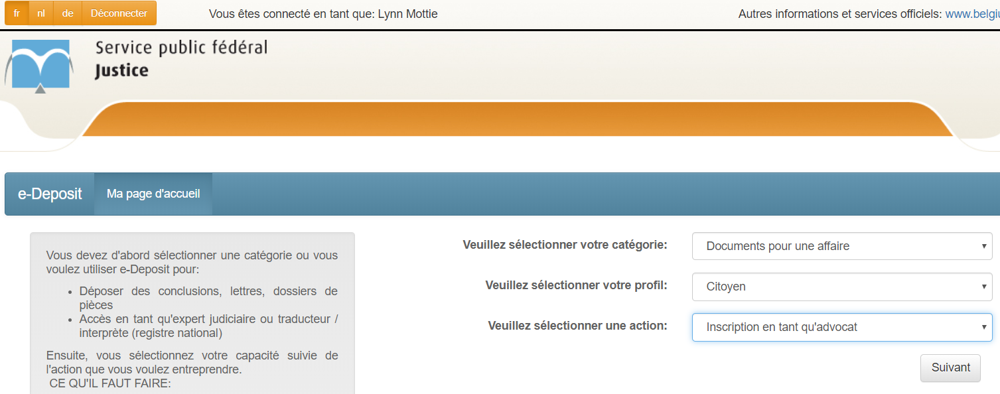 fr nl de Déconnecter Vous êtes connecté en tant que: Lynn Mottie Autres informations et services officiels: www.belgiu
Service public fédéral
Justice
e-Deposit Ma page d'accueil
Vous devez d'abord sélectionner une catégorie ou vous
voulez utiliser e-Deposit pour:
• Déposer des conclusions, lettres, dossiers de
pièces
• Accès en tant qu'expert judiciaire ou traducteur /
interprète (registre national)
Ensuite, vous sélectionnez votre capacité suivie de
l'action que vous voulez entreprendre.
CE QU'IL FAUT FAIRE:
Veuillez sélectionner votre catégorie: Documents pour une affaire
Veuillez sélectionner votre profil: Citoyen
Veuillez sélectionner une action: Inscription en tant qu'advocat
Suivant